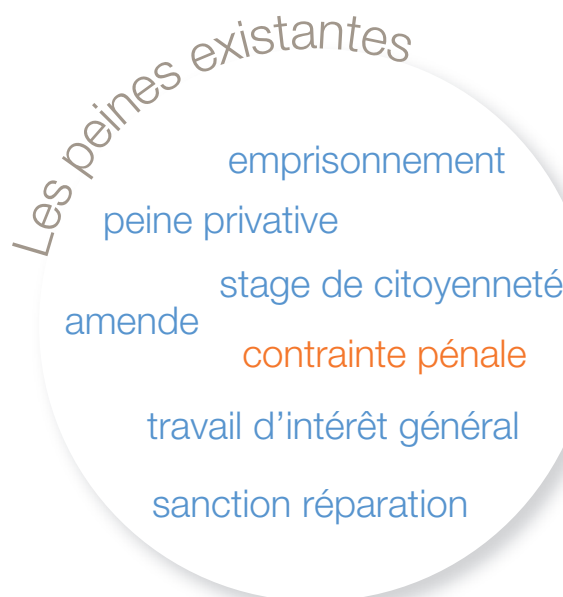 Les peines existantes
emprisonnement
peine privative
stage de citoyenneté
amende
contrainte pénale
travail d’intérêt général
sanction réparation